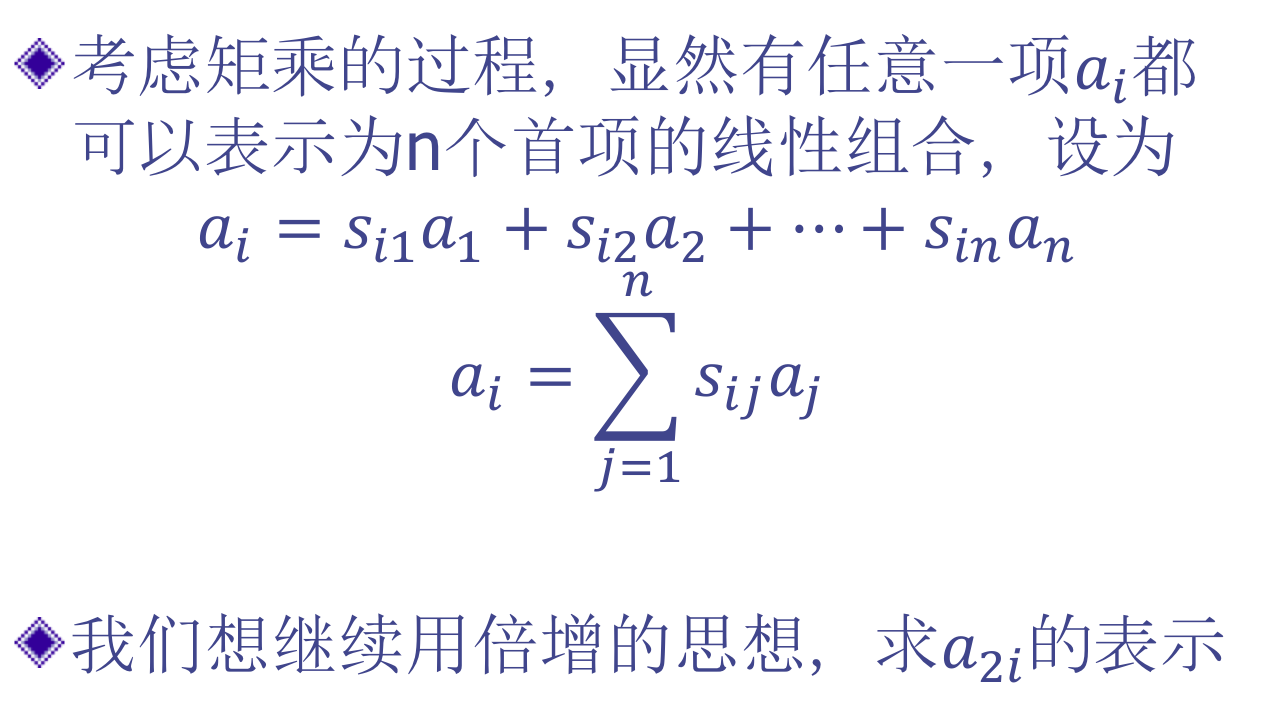 考虑矩乘的过程，显然有任意一项aᵢ都
可以表示为n个首项的线性组合，设为
$a_i = s_{i1}a_1 + s_{i2}a_2 + \cdots + s_{in}a_n$
$a_i = \sum_{j=1}^{n} s_{ij}a_j$
我们想继续用倍增的思想，求$a_{2i}$的表示